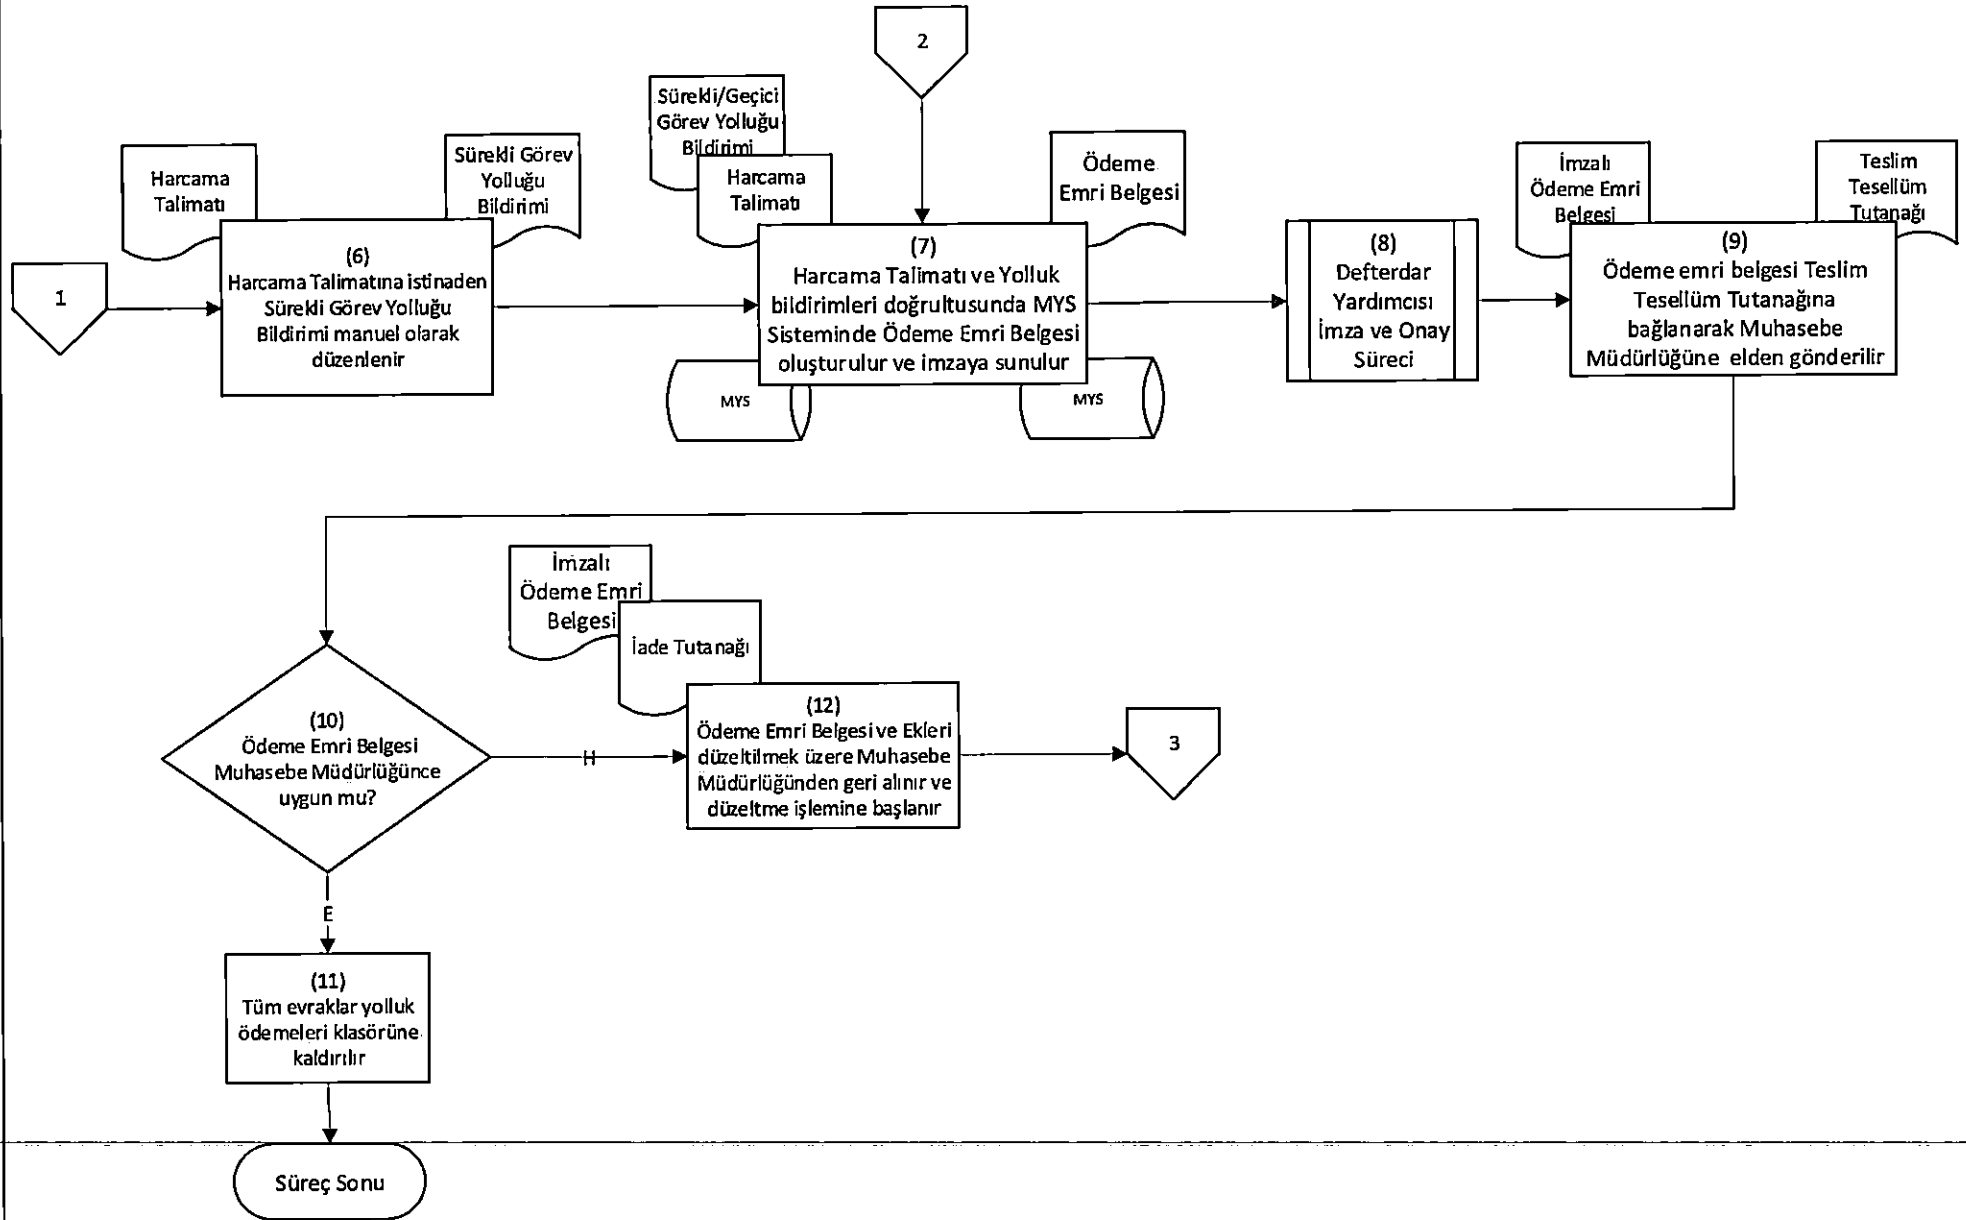 2
Harcama
Talimatı
Sürekli Görev
Yolluğu
Bildirimi
Sürekli/Geçici
Görev Yolluğu
Bildirimi
Harcama
Talimatı
Ödeme
Emri Belgesi
İmzalı
Ödeme Emri
Belgesi
Teslim
Tesellüm
Tutanağı
1
(6)
Harcama Talimatına istinaden
Sürekli Görev Yolluğu
Bildirimi manuel olarak
düzenlenir
(7)
Harcama Talimatı ve Yolluk
bildirimleri doğrultusunda MYS
Sisteminde Ödeme Emri Belgesi
oluşturulur ve imzaya sunulur
MYS
MYS
(8)
Defterdar
Yardımcısı
İmza ve Onay
Süreci
(9)
Ödeme emri belgesi Teslim
Tesellüm Tutanağına
bağlanarak Muhasebe
Müdürlüğüne elden gönderilir
İmzalı
Ödeme Emri
Belgesi
İade Tutanağı
(10)
Ödeme Emri Belgesi
Muhasebe Müdürlüğünce
uygun mu?
H
(12)
Ödeme Emri Belgesi ve Ekleri
düzeltilmek üzere Muhasebe
Müdürlüğünden geri alınır ve
düzeltme işlemine başlanır
3
E
(11)
Tüm evraklar yolluk
ödemeleri klasörüne
kaldırılır
Süreç Sonu